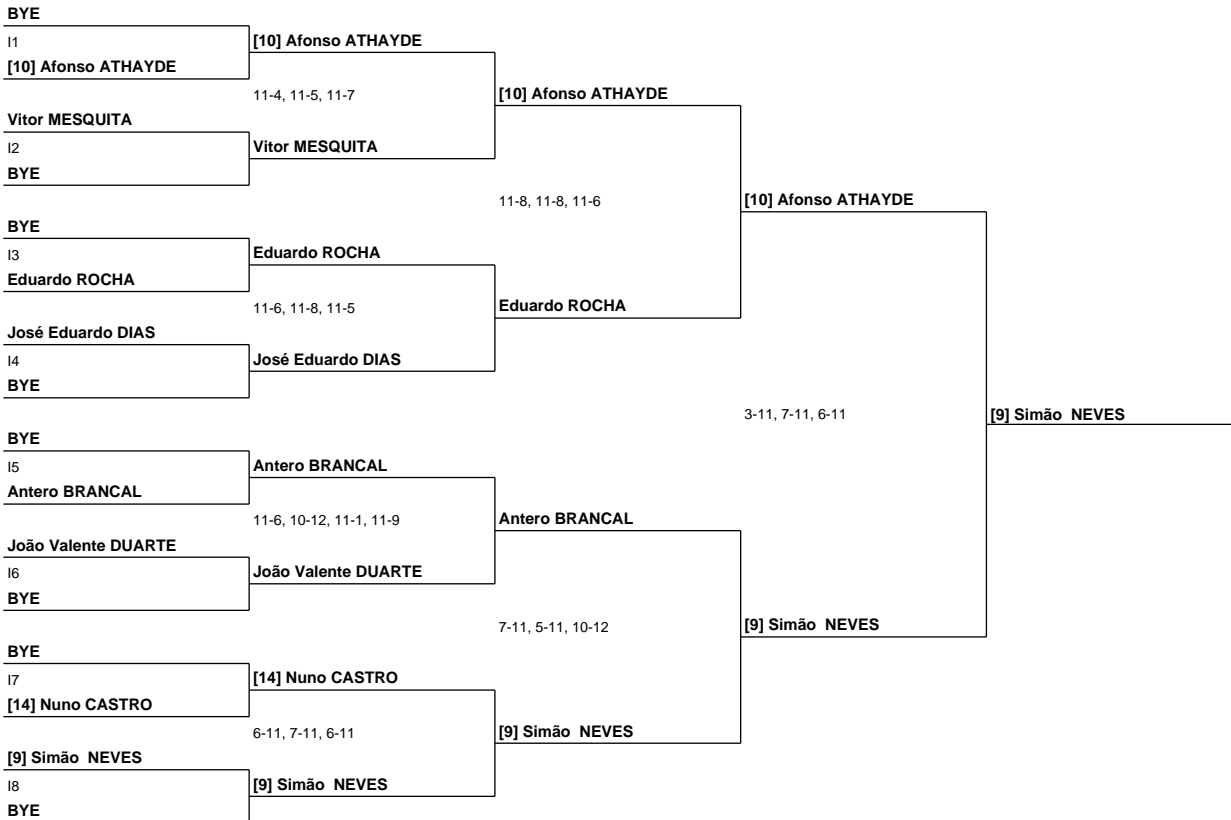 BYE
I1
[10] Afonso ATHAYDE
[10] Afonso ATHAYDE
11-4, 11-5, 11-7
[10] Afonso ATHAYDE
Vitor MESQUITA
I2
Vitor MESQUITA
BYE
11-8, 11-8, 11-6
[10] Afonso ATHAYDE
BYE
I3
Eduardo ROCHA
Eduardo ROCHA
11-6, 11-8, 11-5
Eduardo ROCHA
José Eduardo DIAS
I4
José Eduardo DIAS
BYE
3-11, 7-11, 6-11
[9] Simão  NEVES
BYE
I5
Antero BRANCAL
Antero BRANCAL
11-6, 10-12, 11-1, 11-9
Antero BRANCAL
João Valente DUARTE
I6
João Valente DUARTE
BYE
7-11, 5-11, 10-12
[9] Simão  NEVES
BYE
I7
[14] Nuno CASTRO
[14] Nuno CASTRO
6-11, 7-11, 6-11
[9] Simão  NEVES
[9] Simão  NEVES
I8
[9] Simão  NEVES
BYE